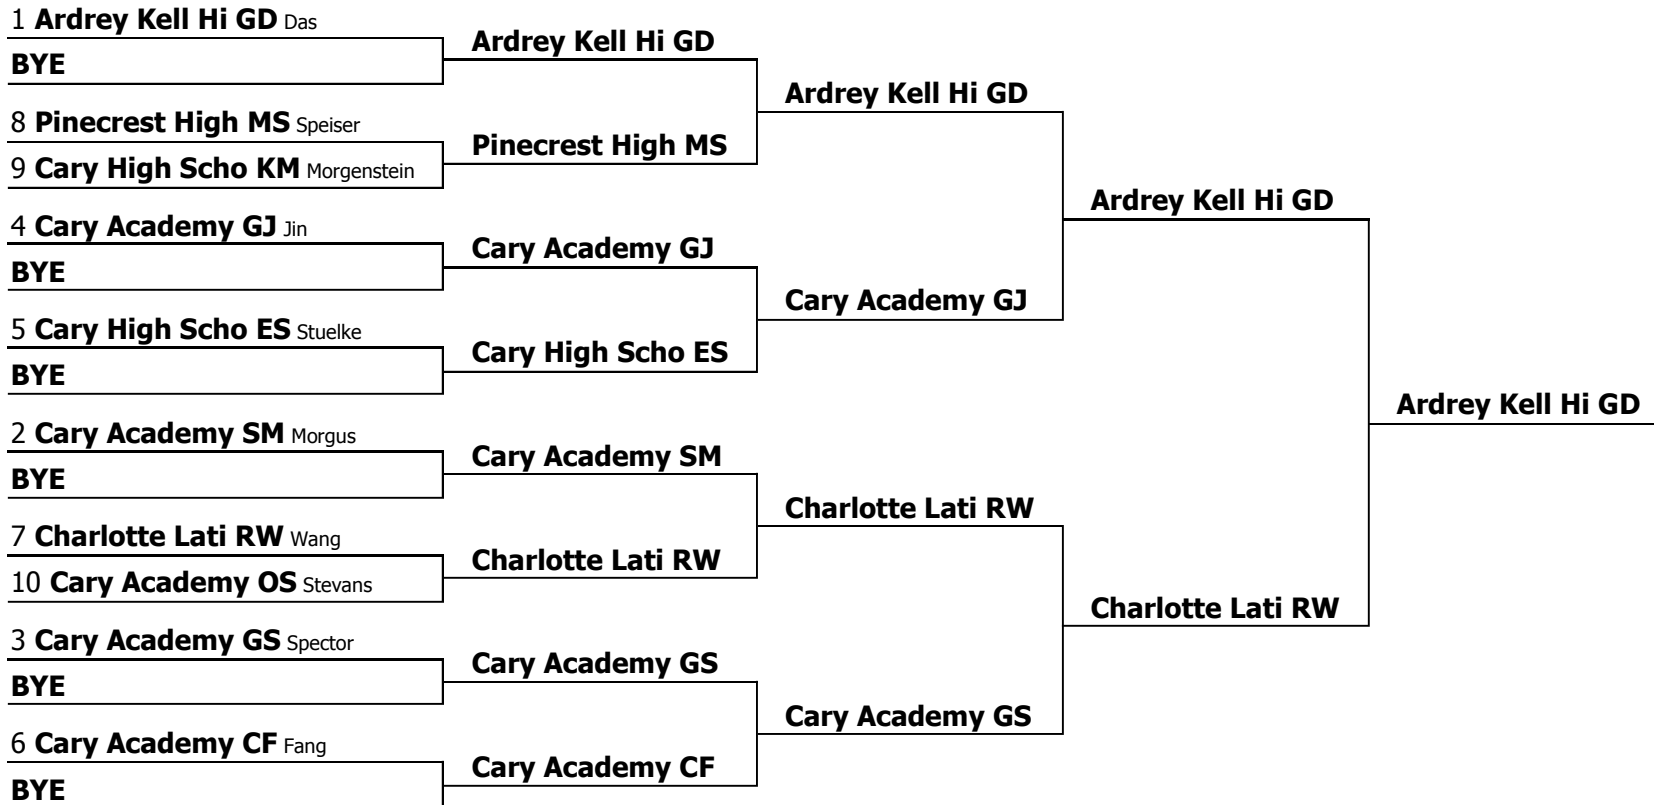 1 Ardrey Kell Hi GD Das
BYE
8 Pinecrest High MS Speiser
9 Cary High Scho KM Morgenstein
4 Cary Academy GJ Jin
BYE
5 Cary High Scho ES Stuelke
BYE
2 Cary Academy SM Morgus
BYE
7 Charlotte Lati RW Wang
10 Cary Academy OS Stevans
3 Cary Academy GS Spector
BYE
6 Cary Academy CF Fang
BYE
Ardrey Kell Hi GD
Pinecrest High MS
Cary Academy GJ
Cary High Scho ES
Cary Academy SM
Charlotte Lati RW
Cary Academy GS
Cary Academy CF
Ardrey Kell Hi GD
Cary Academy GJ
Charlotte Lati RW
Cary Academy GS
Ardrey Kell Hi GD
Charlotte Lati RW
Ardrey Kell Hi GD